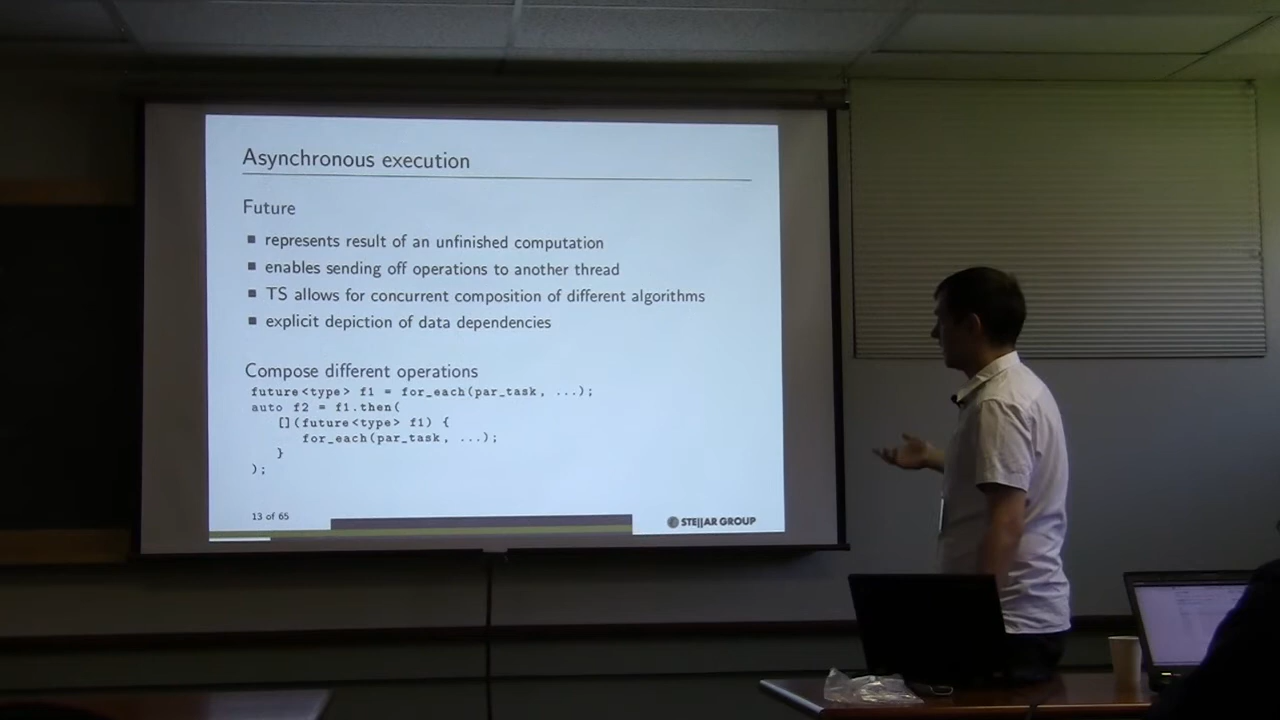 Asynchronous execution
Future
represents result of an unfinished computation
enables sending off operations to another thread
TS allows for concurrent composition of different algorithms
explicit depiction of data dependencies
Compose different operations
future<type> f1 = for_each(par_task, ...);
auto f2 = f1.then(
[](future<type> f1) {
for_each(par_task, ...);
}
);
13 of 65
STE||AR GROUP